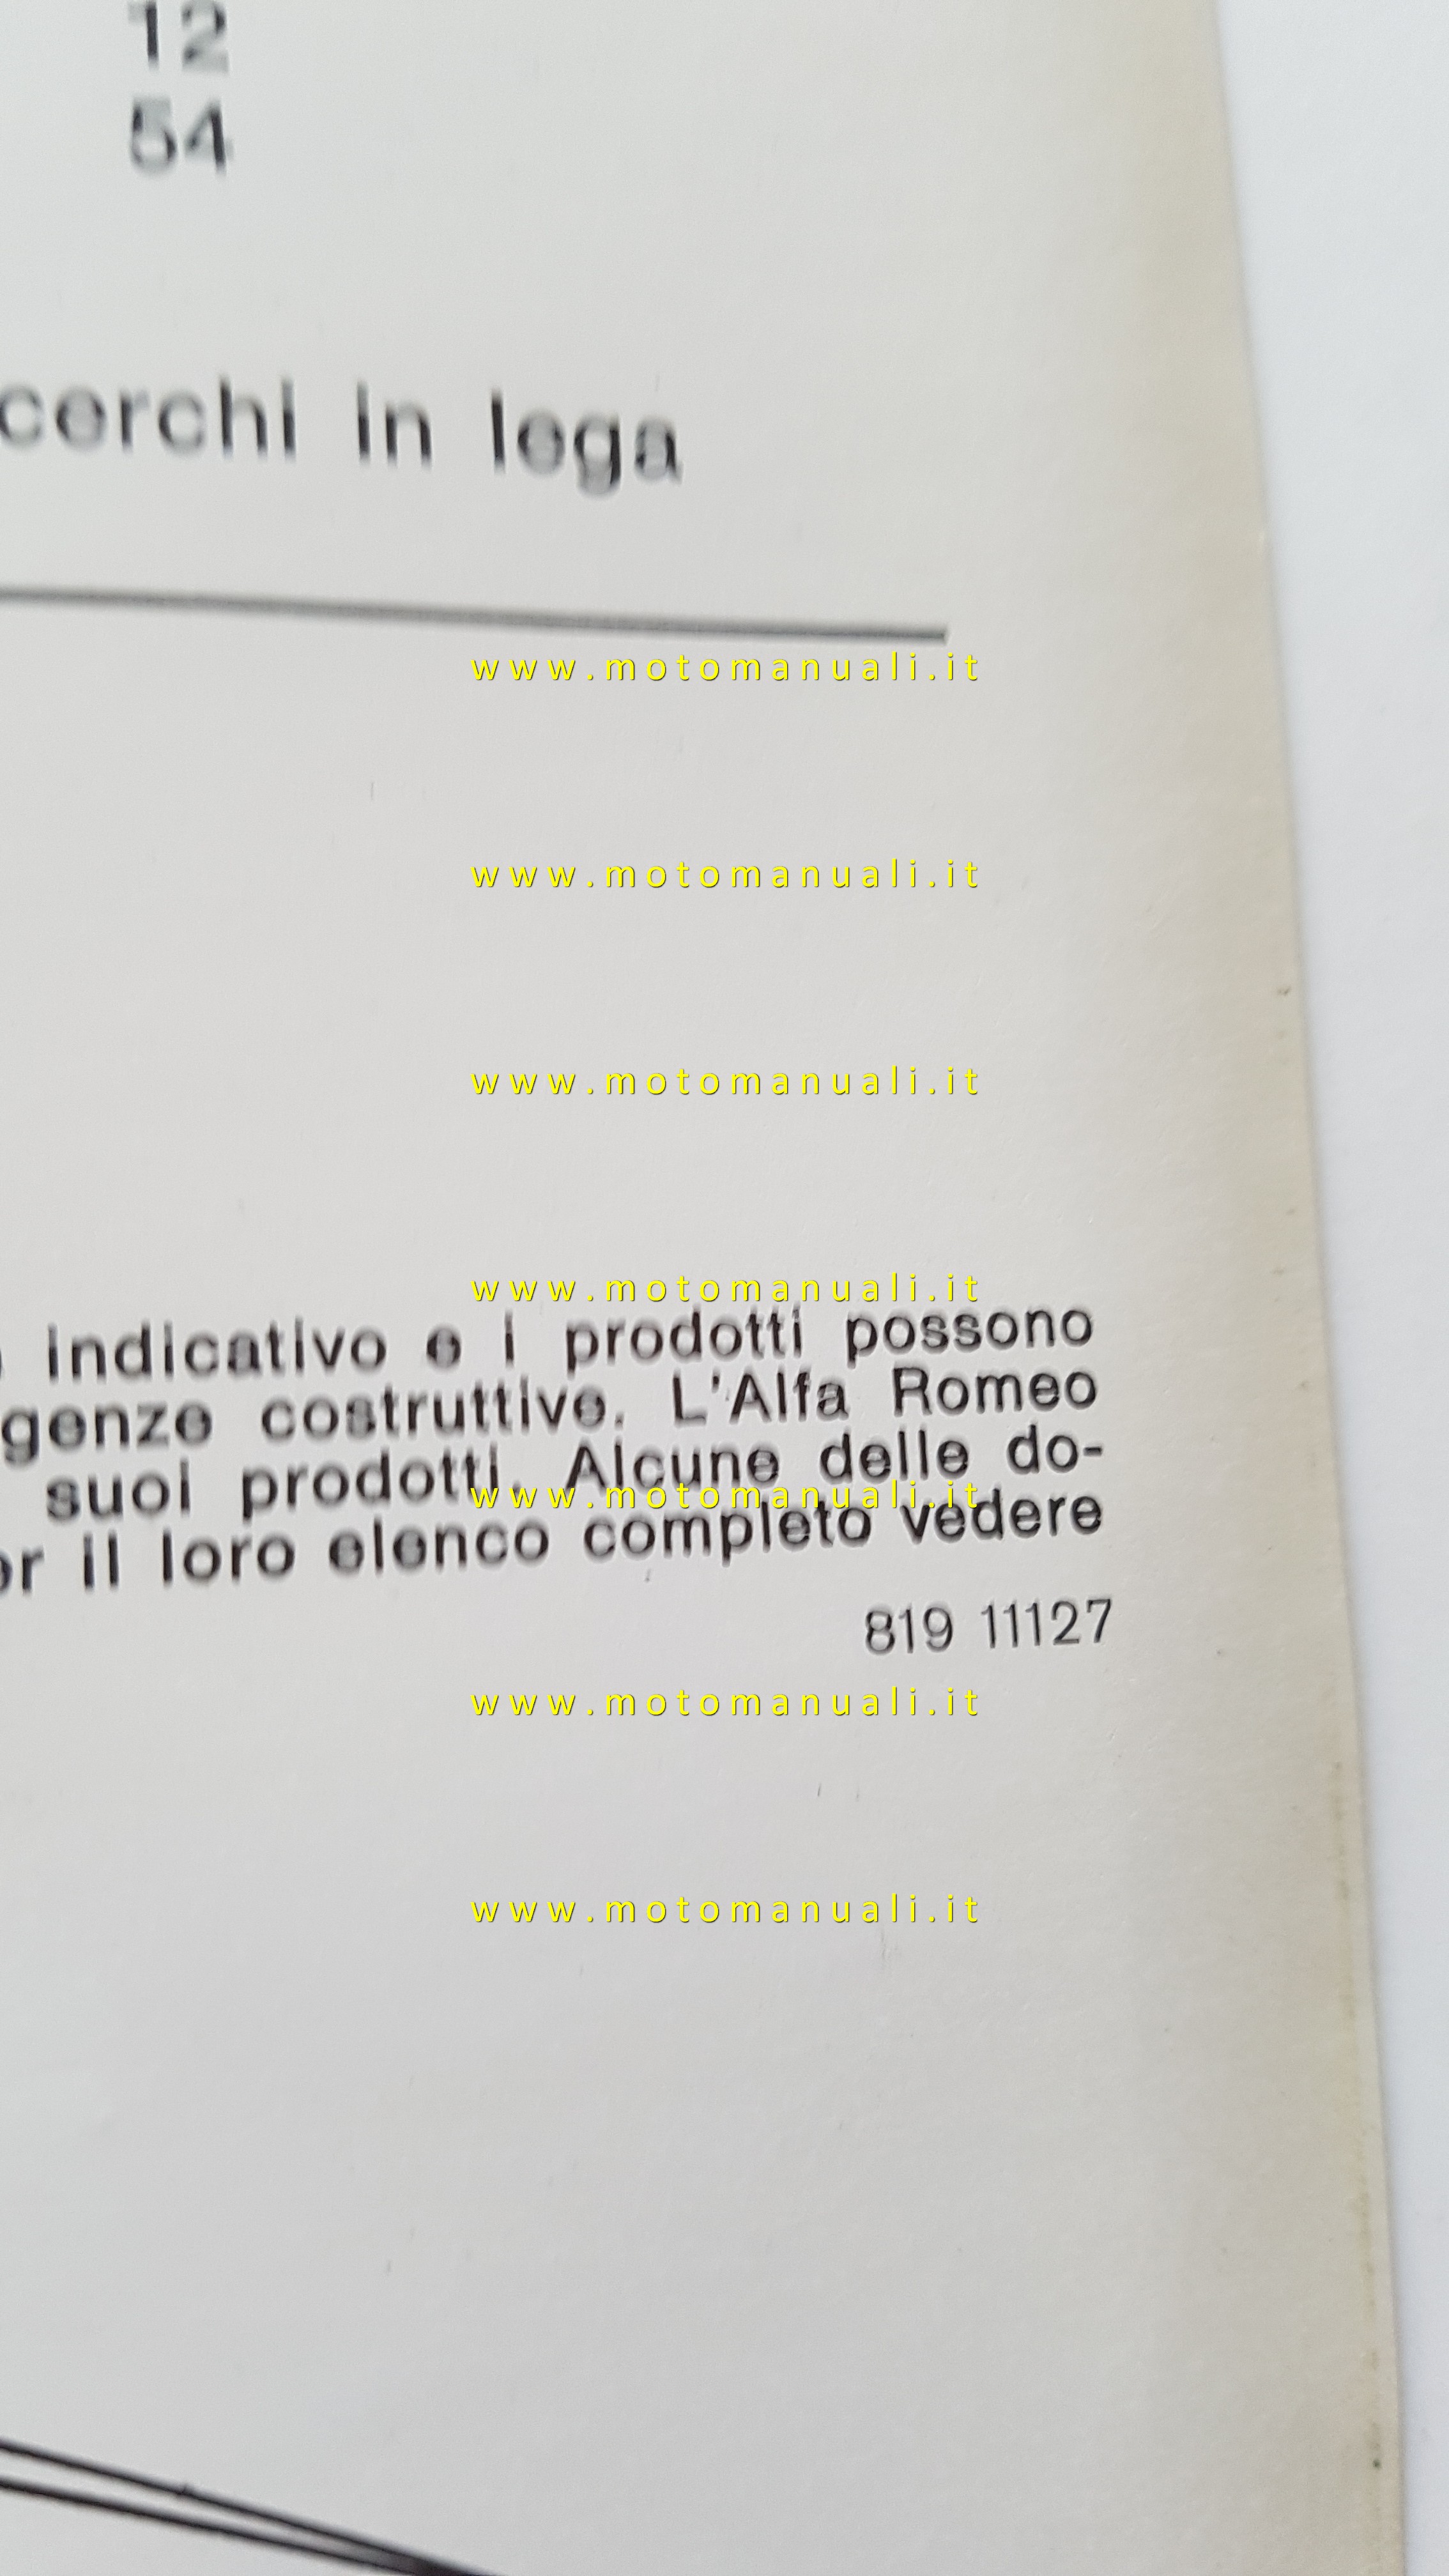 12
54
cerchi in lega
www.motomanuali.it
www.motomanuali.it
www.motomanuali.it
www.motomanuali.it
indicativo e i prodotti possono
genze costruttive. L'Alfa Romeo
suoi prodotti. Alcune delle do-
www.motomanuali.it
er il loro elenco completo vedere
819 11127
www.motomanuali.it
www.motomanuali.it